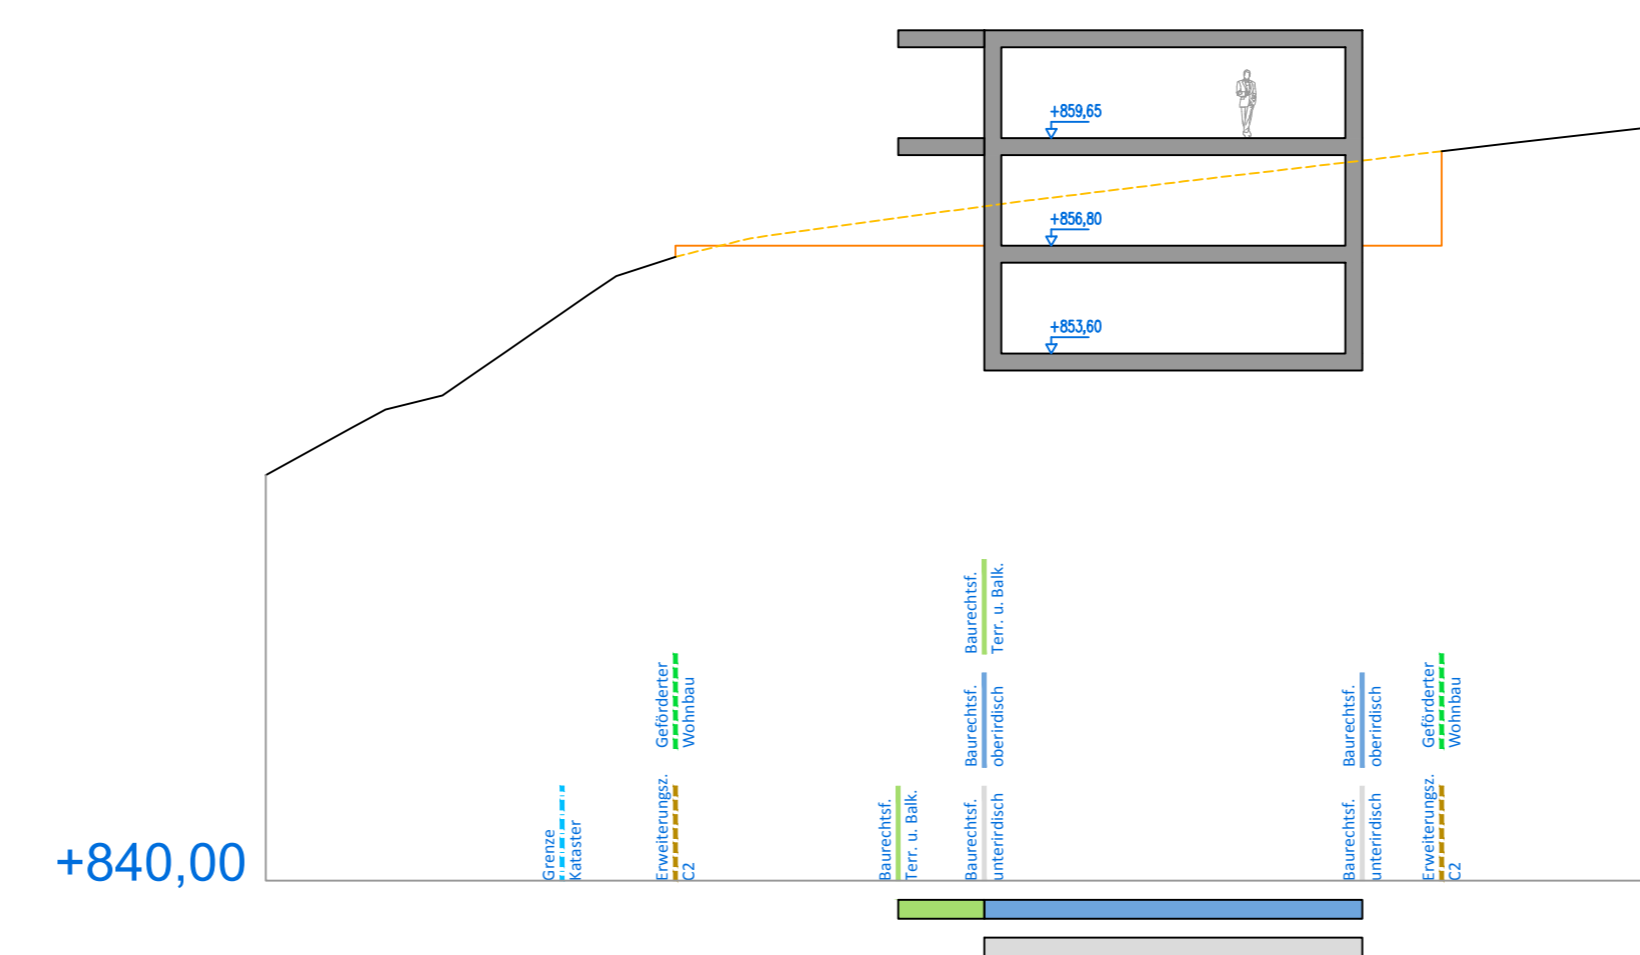 +859,65
+856,80
+853,60
Baurechtsf.
Terr. u. Balk.
Geförderter
Wohnbau
Baurechtsf.
oberirdisch
Baurechtsf.
oberirdisch
Geförderter
Wohnbau
+840,00
Grenze
Kataster
Erweiterungsz.
C2
Baurechtsf.
Terr. u. Balk.
Baurechtsf.
unterirdisch
Baurechtsf.
unterirdisch
Erweiterungsz.
C2